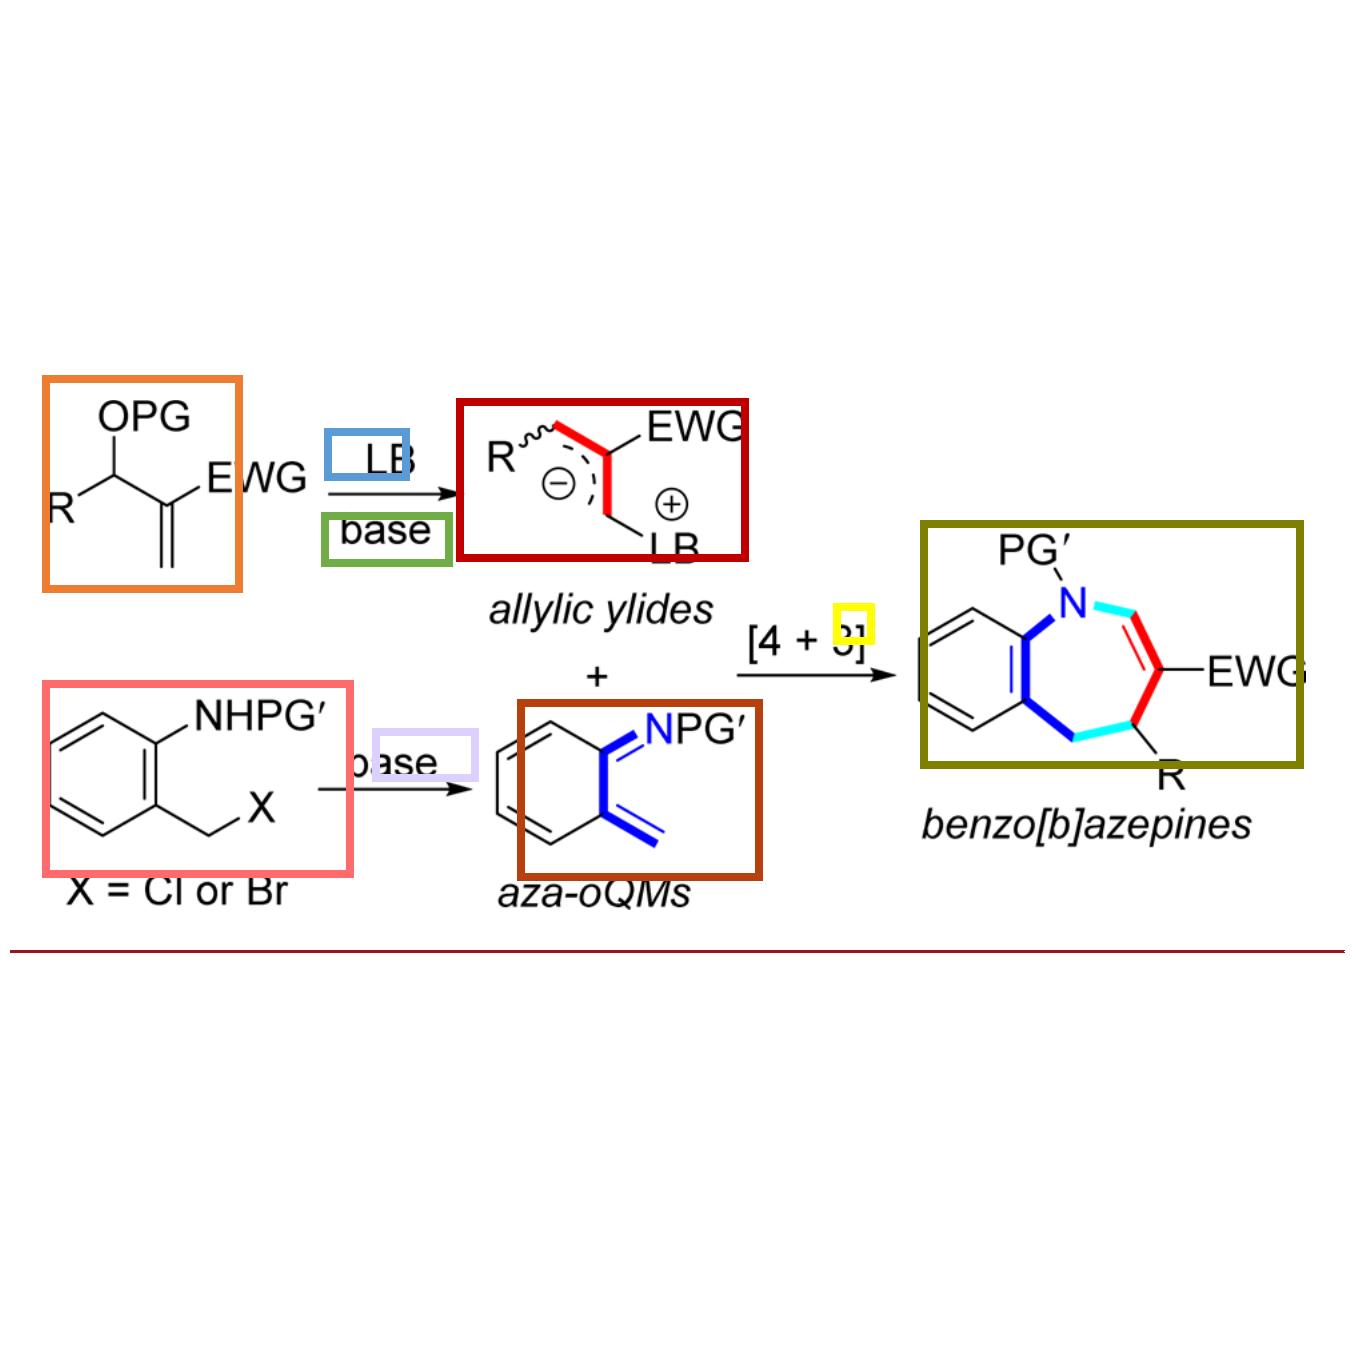 OPG
EWG
R
LB
base
EWG
R
⊖
⊕
LB
allylic ylides
+
NHPG′
X
X = Cl or Br
base
NPG′
aza-oQMs
[4 + 3]
PG′
N
EWG
R
benzo[b]azepines